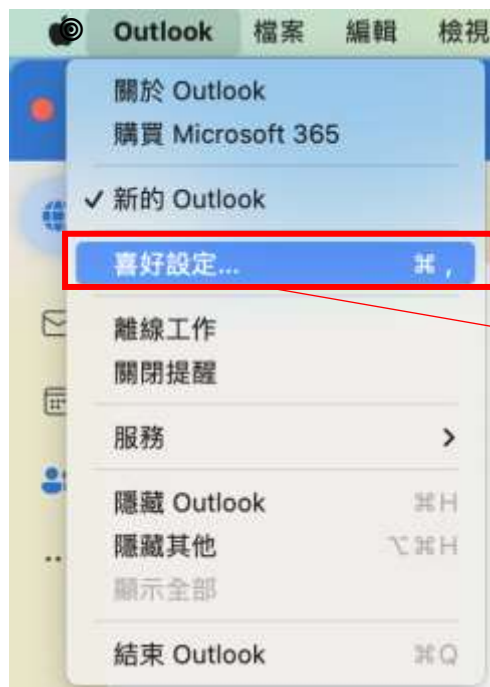 Outlook 檔案 編輯 檢視
關於 Outlook
購買 Microsoft 365
✓ 新的 Outlook
喜好設定... ⌘ ,
離線工作
關閉提醒
服務 >
隱藏 Outlook ⌘H
隱藏其他 ⌥⌘H
顯示全部
結束 Outlook ⌘Q